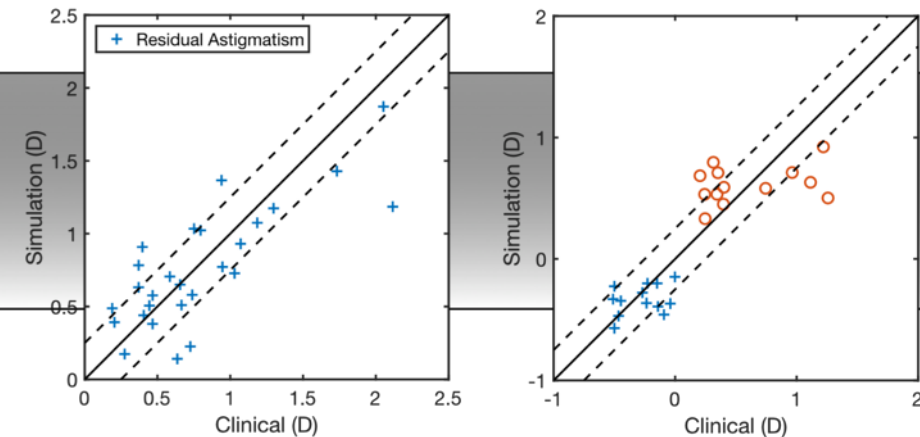 Residual Astigmatism
2.5
2
1.5
1
0.5
0
0 0.5 1 1.5 2 2.5
Simulation (D)
Clinical (D)
2
1
0
-1
-1 0 1 2
Simulation (D)
Clinical (D)